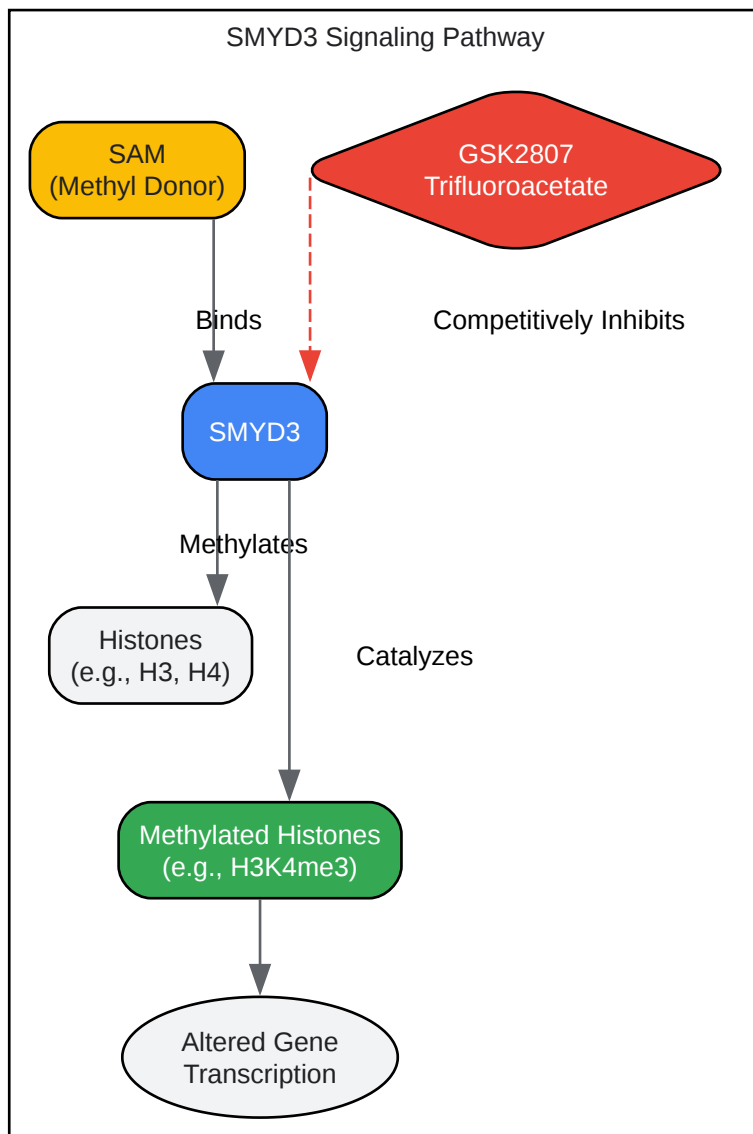 SMYD3 Signaling Pathway
SAM
(Methyl Donor)
GSK2807
Trifluoroacetate
Binds
Competitively Inhibits
SMYD3
Methylates
Histones
(e.g., H3, H4)
Catalyzes
Methylated Histones
(e.g., H3K4me3)
Altered Gene
Transcription